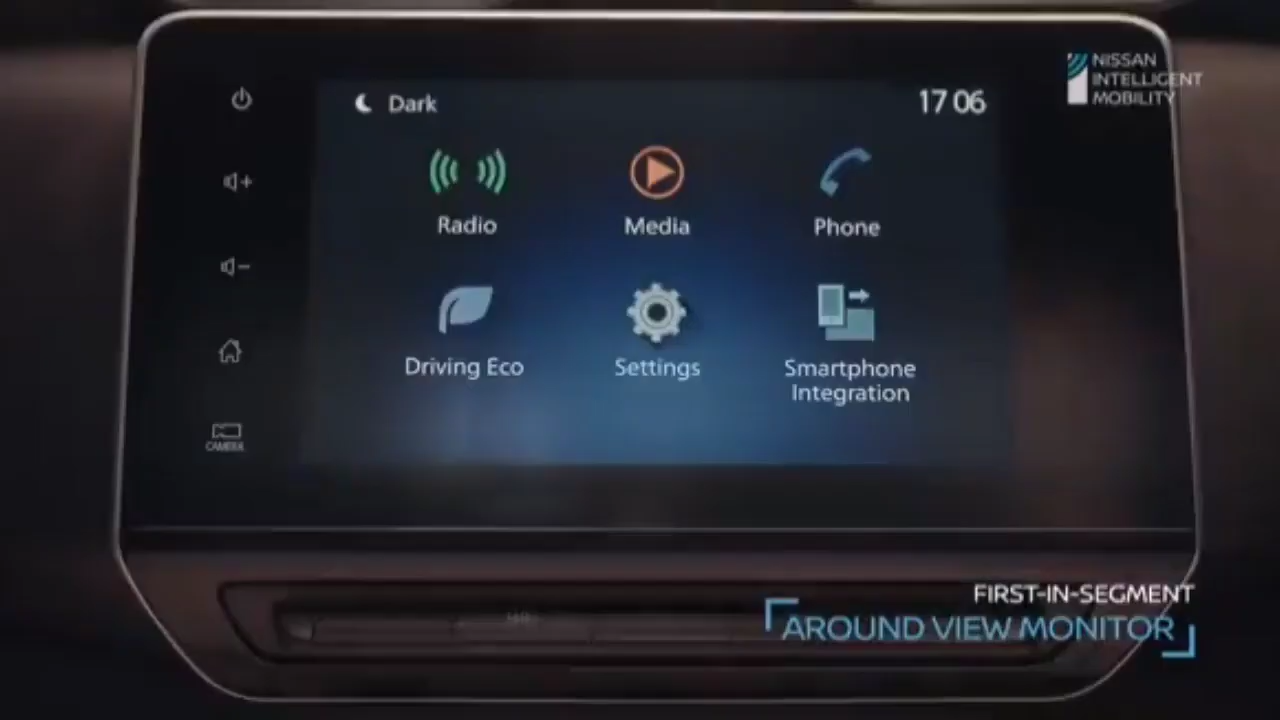 Dark
17 06
NISSAN
INTELLIGENT
MOBILITY
Radio
Media
Phone
Driving Eco
Settings
Smartphone
Integration
CAMERA
FIRST-IN-SEGMENT
AROUND VIEW MONITOR